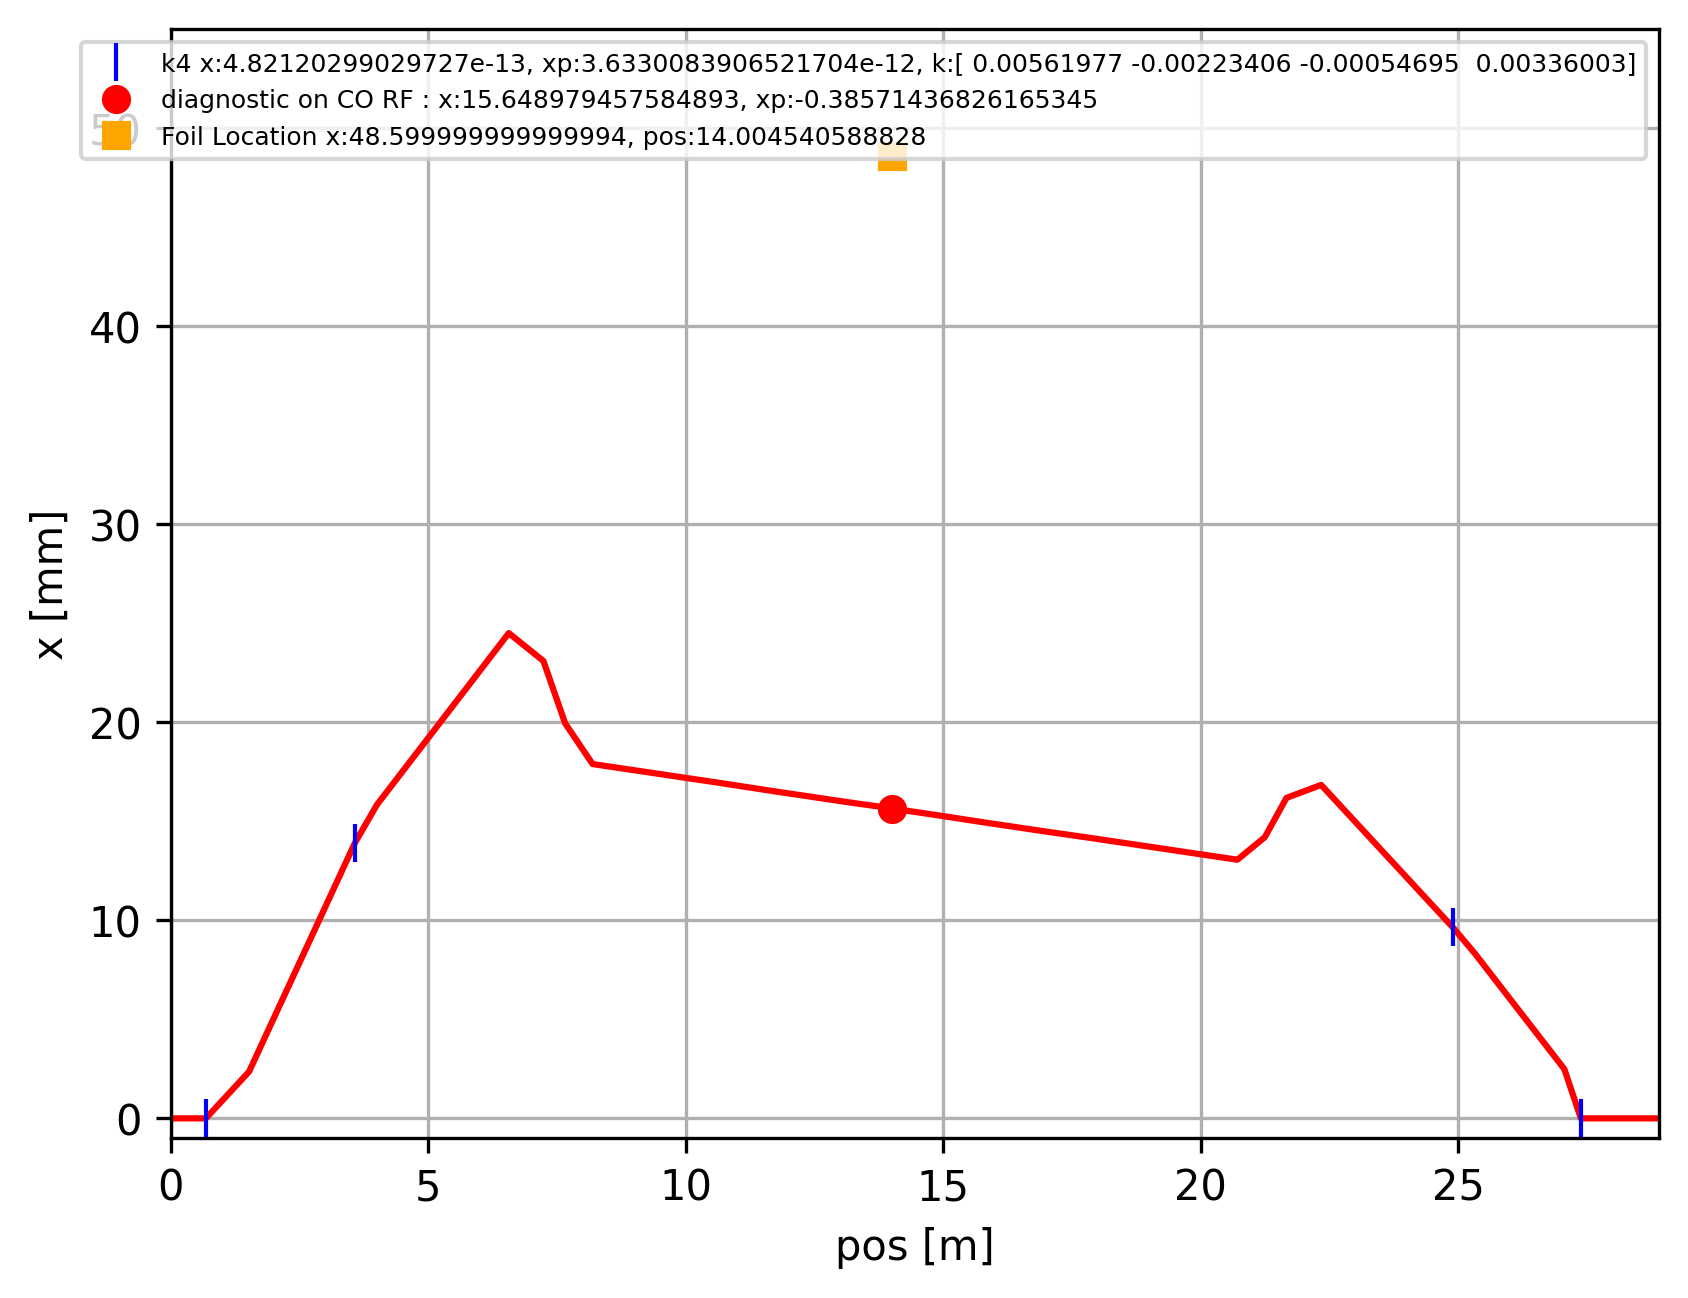 k4 x:4.82120299029727e-13, xp:3.6330083906521704e-12, k:[ 0.00561977 -0.00223406 -0.00054695  0.00336003]
diagnostic on CO RF : x:15.648979457584893, xp:-0.38571436826165345
50
Foil Location x:48.599999999999994, pos:14.004540588828
40
30
20
10
0
x [mm]
0 5 10 15 20 25
pos [m]